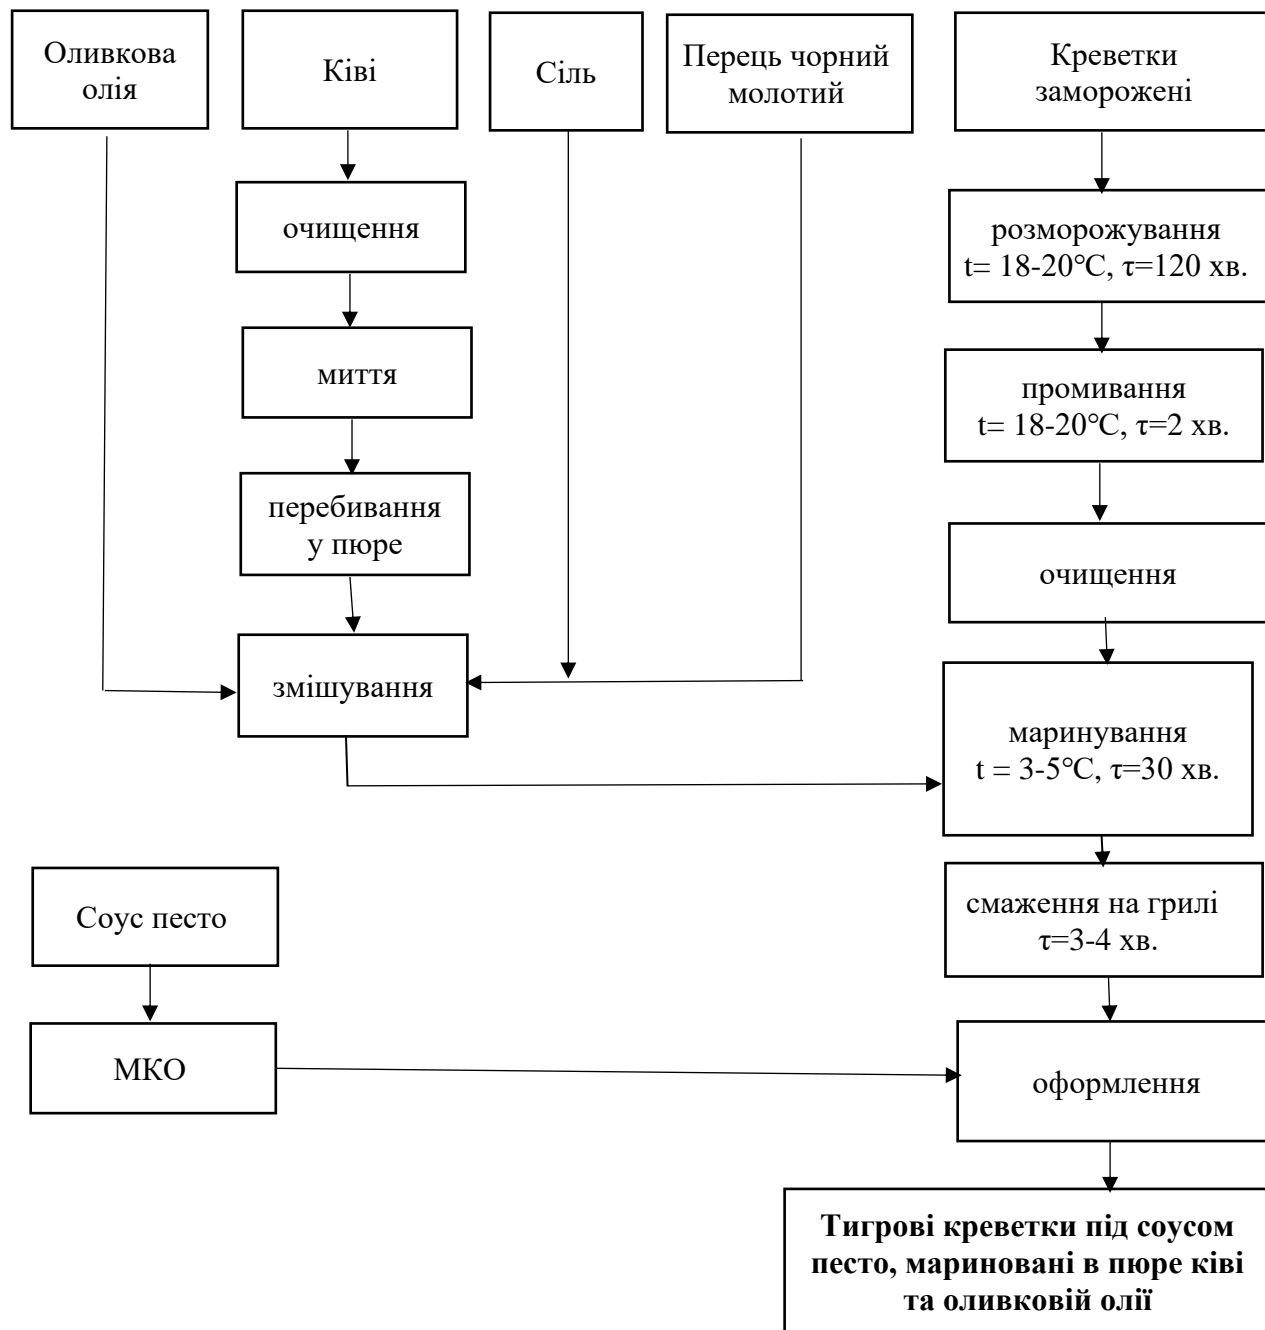 Оливкова
олія
Ківі
Сіль
Перець чорний
молотий
Креветки
заморожені
очищення
розморожування
t= 18-20°C, τ=120 хв.
миття
промивання
t= 18-20°C, τ=2 хв.
перебивання
у пюре
очищення
змішування
маринування
t = 3-5°C, τ=30 хв.
Соус песто
смаження на грилі
τ=3-4 хв.
МКО
оформлення
Тигрові креветки під соусом
песто, мариновані в пюре ківі
та оливковій олії